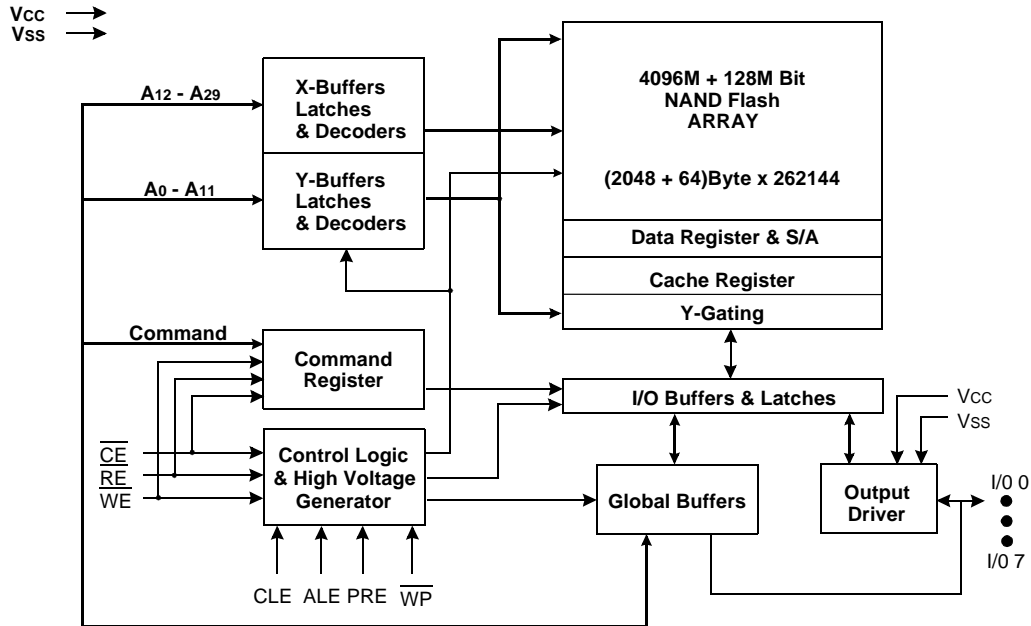 VCC
VSS
A12 - A29
X-Buffers
Latches
& Decoders
A0 - A11
Y-Buffers
Latches
& Decoders
4096M + 128M Bit
NAND Flash
ARRAY
(2048 + 64)Byte x 262144
Data Register & S/A
Cache Register
Y-Gating
Command
Command
Register
I/O Buffers & Latches
VCC
VSS
CE
RE
WE
Control Logic
& High Voltage
Generator
Global Buffers
Output
Driver
I/0 0
I/0 7
CLE ALE PRE WP